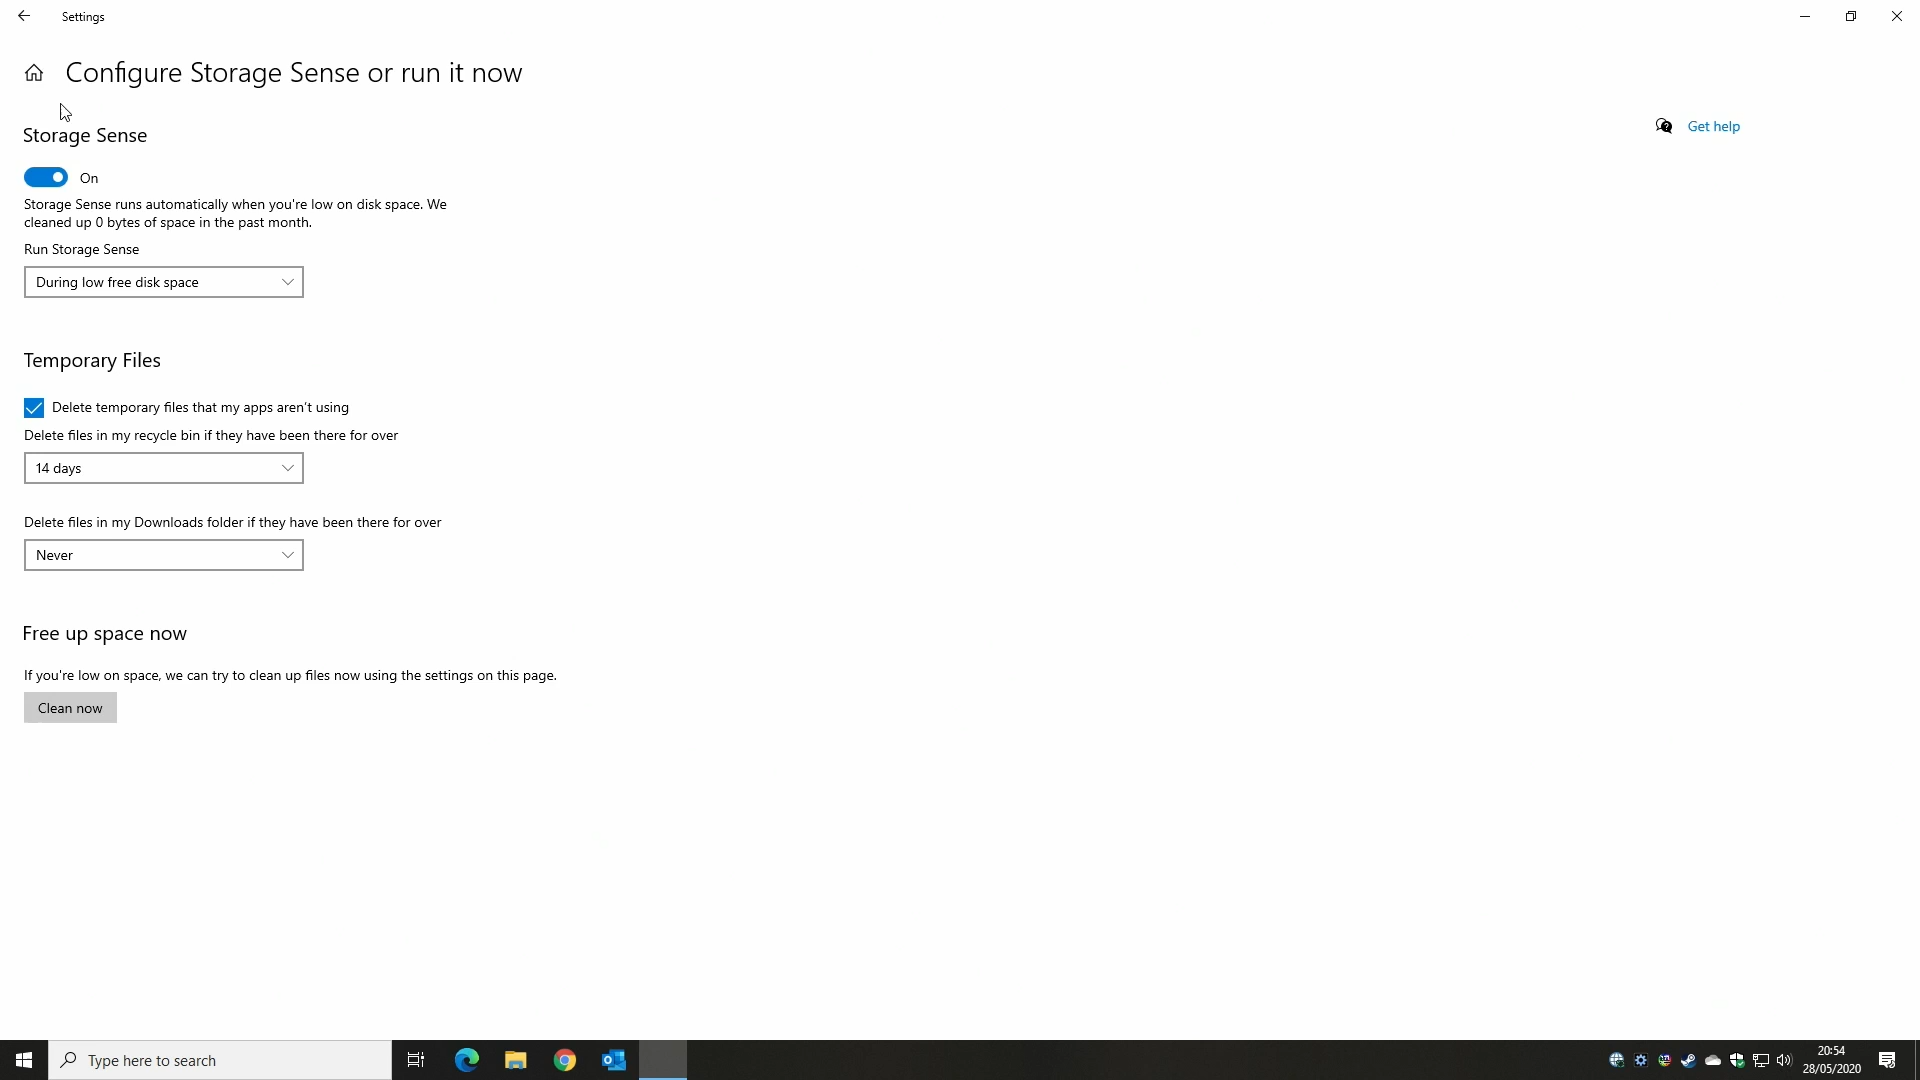 Settings
Configure Storage Sense or run it now
Storage Sense
Get help
On
Storage Sense runs automatically when you're low on disk space. We
cleaned up 0 bytes of space in the past month.
Run Storage Sense
During low free disk space
Temporary Files
Delete temporary files that my apps aren't using
Delete files in my recycle bin if they have been there for over
14 days
Delete files in my Downloads folder if they have been there for over
Never
Free up space now
If you're low on space, we can try to clean up files now using the settings on this page.
Clean now
Type here to search
20:54
28/05/2020